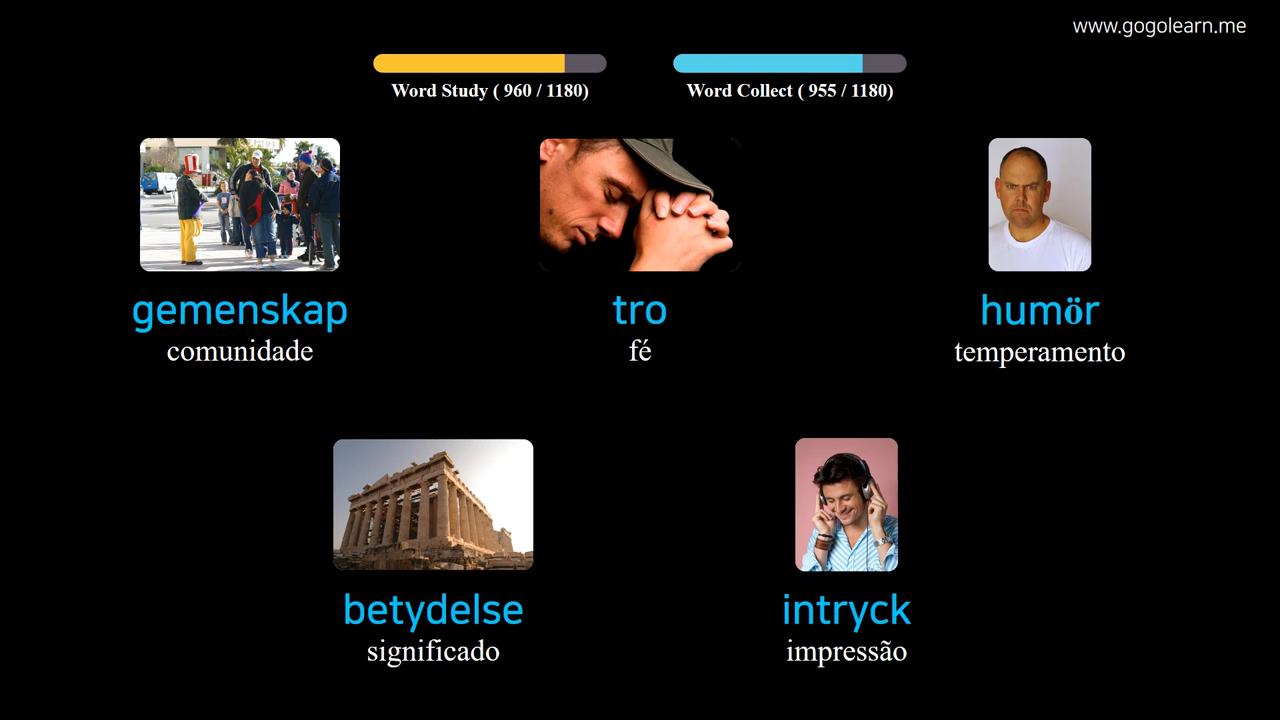 www.gogolearn.me
Word Study ( 960 / 1180)
Word Collect ( 955 / 1180)
gemenskap
comunidade
tro
fé
humör
temperamento
betydelse
significado
intryck
impressão